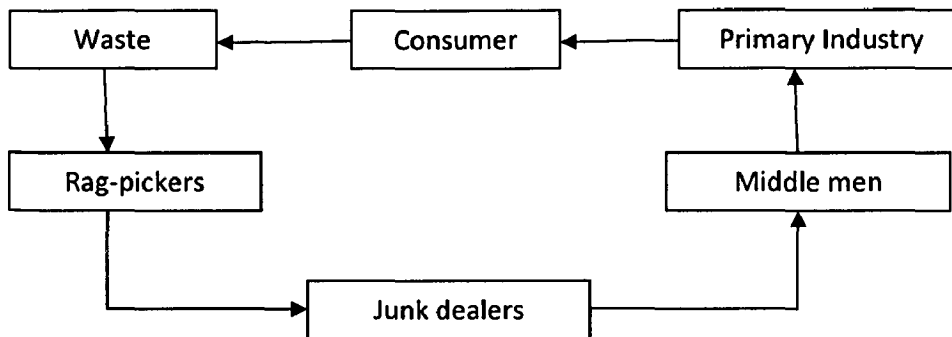 Waste
Consumer
Primary Industry
Rag-pickers
Middle men
Junk dealers